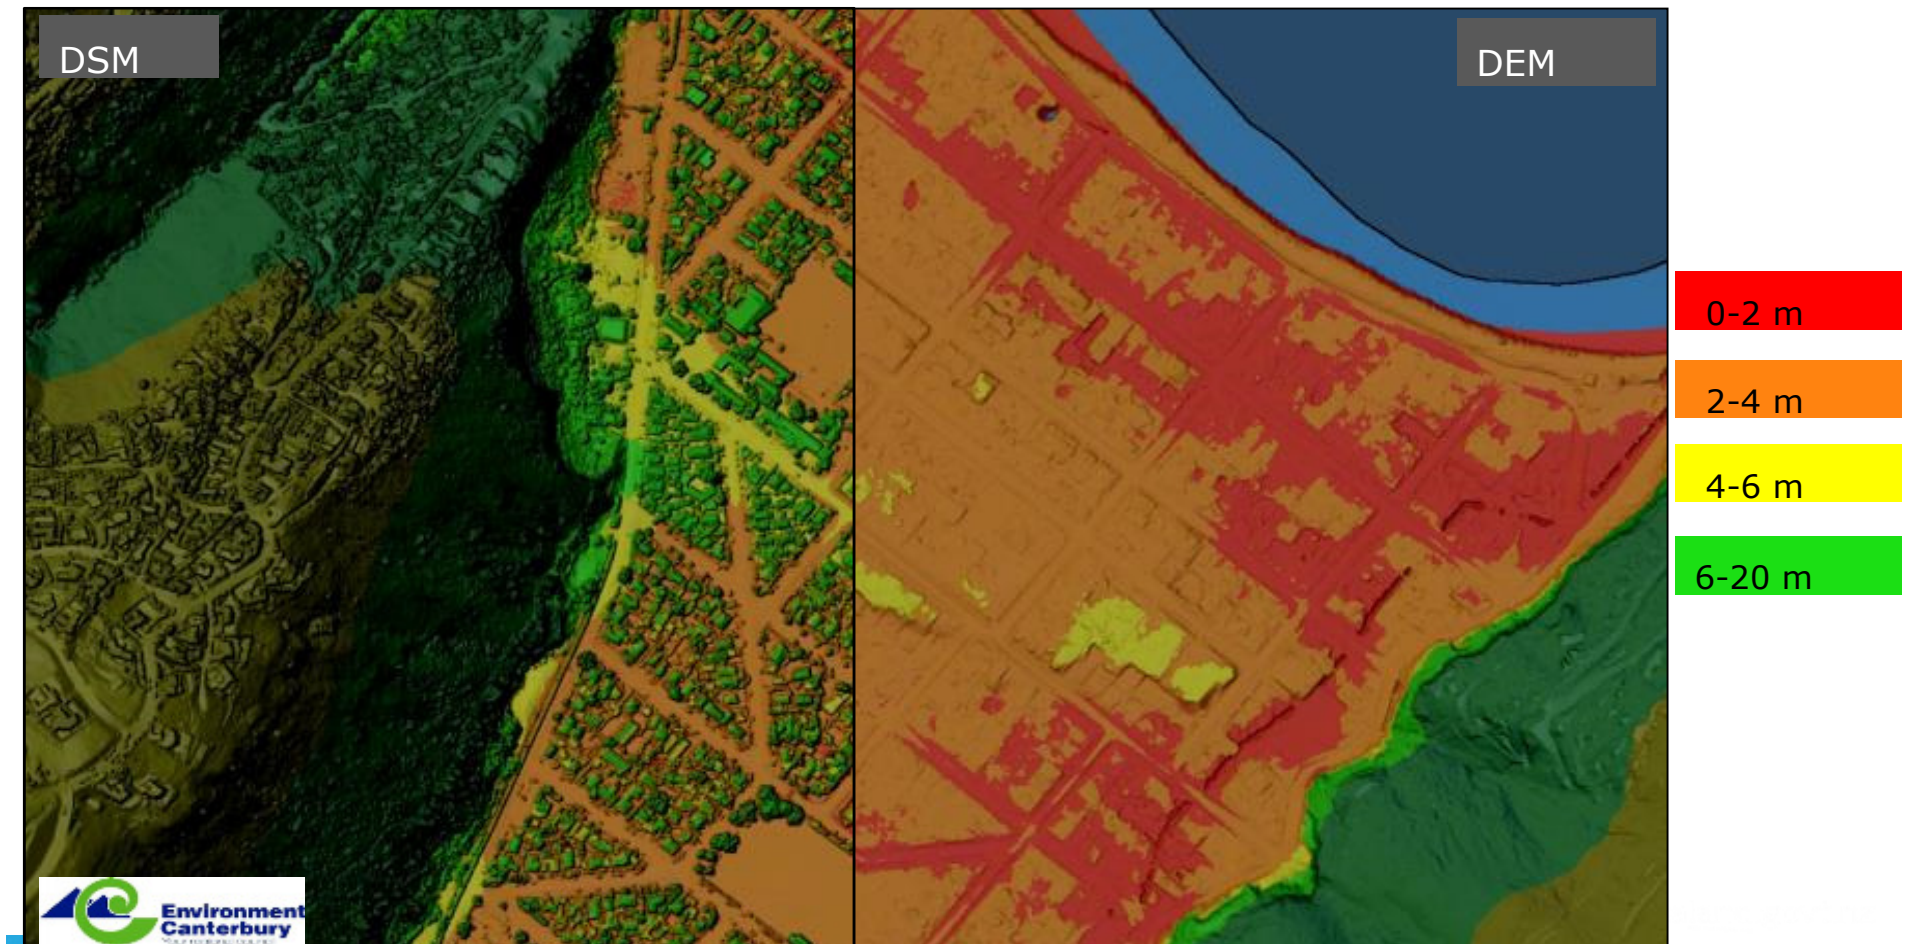 DSM
DEM
0-2 m
2-4 m
4-6 m
6-20 m
Environment
Canterbury